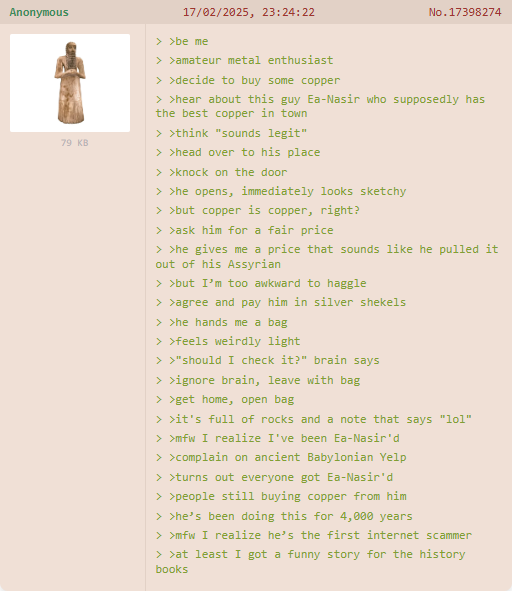 Anonymous 17/02/2025, 23:24:22 No.17398274
79 KB
> >be me
> >amateur metal enthusiast
> >decide to buy some copper
> >hear about this guy Ea-Nasir who supposedly has
the best copper in town
> >think "sounds legit"
> >head over to his place
> >knock on the door
> >he opens, immediately looks sketchy
> >but copper is copper, right?
> >ask him for a fair price
> >he gives me a price that sounds like he pulled it
out of his Assyrian
> >but I’m too awkward to haggle
> >agree and pay him in silver shekels
> >he hands me a bag
> >feels weirdly light
> >"should I check it?" brain says
> >ignore brain, leave with bag
> >get home, open bag
> >it's full of rocks and a note that says "lol"
> >mfw I realize I've been Ea-Nasir'd
> >complain on ancient Babylonian Yelp
> >turns out everyone got Ea-Nasir'd
> >people still buying copper from him
> >he’s been doing this for 4,000 years
> >mfw I realize he’s the first internet scammer
> >at least I got a funny story for the history
books